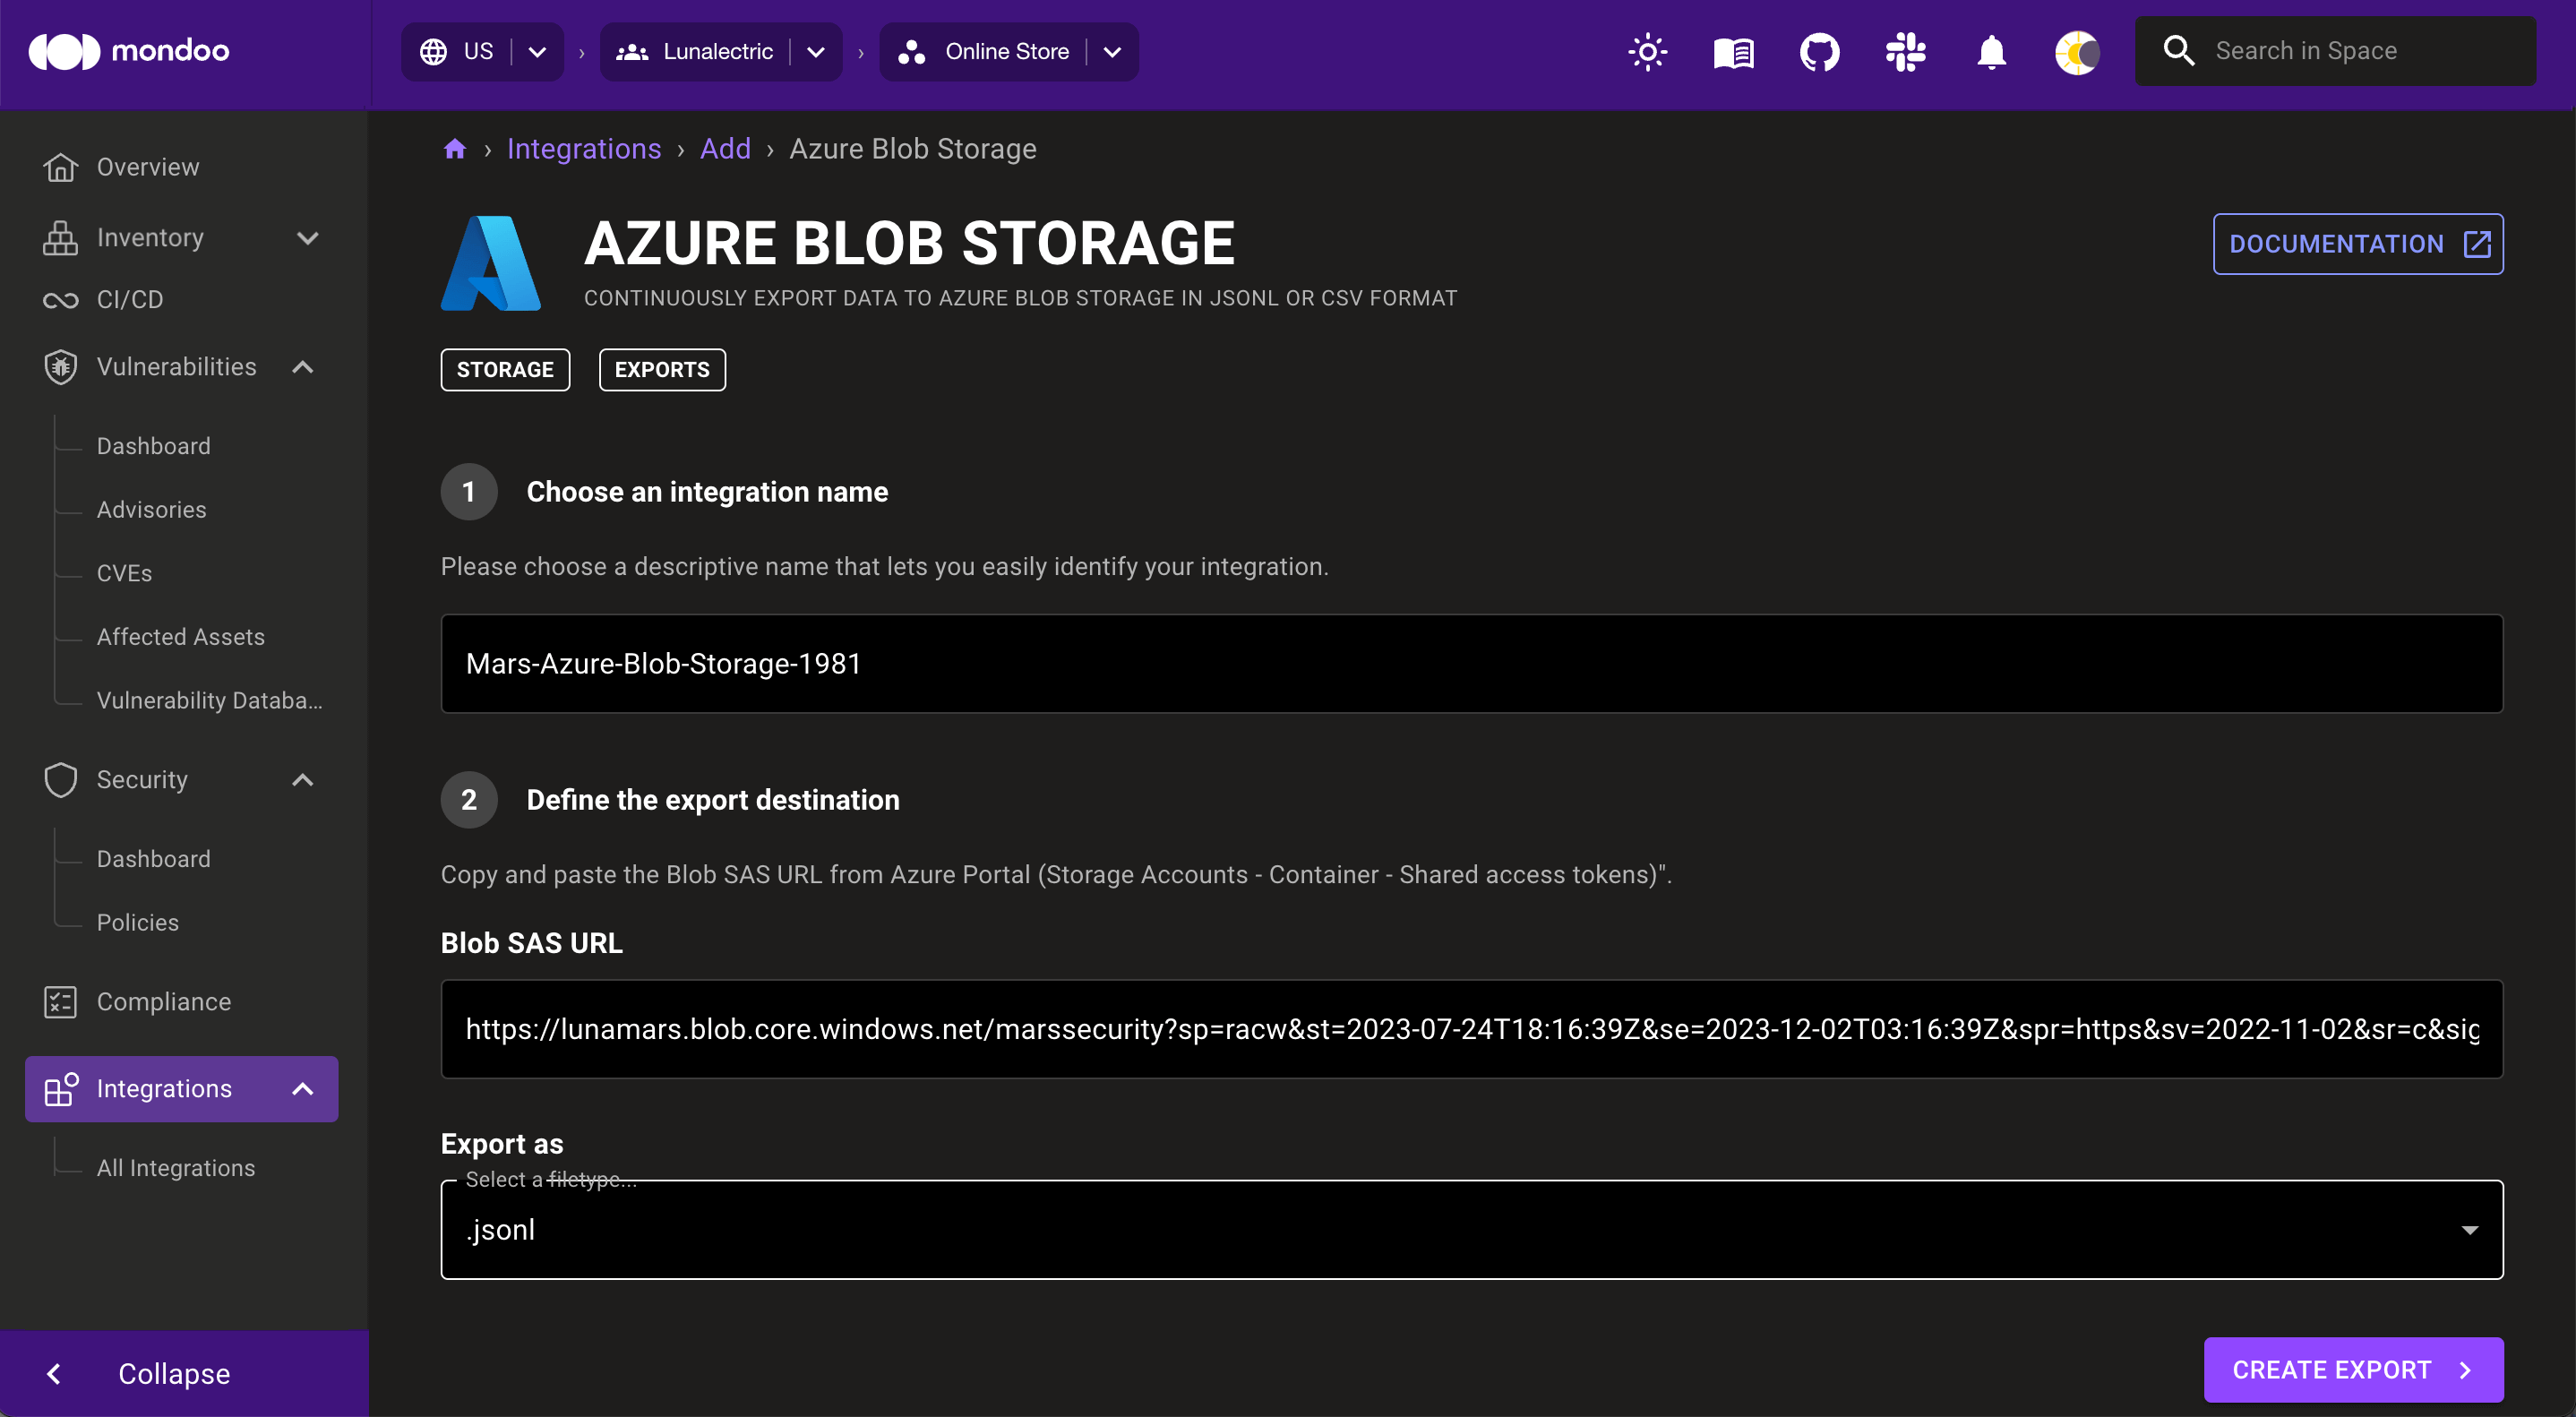 mondoo
US › Lunalectric › Online Store
Search in Space
Overview
Inventory
CI/CD
Vulnerabilities
Dashboard
Advisories
CVEs
Affected Assets
Vulnerability Databa...
Security
Dashboard
Policies
Compliance
Integrations
All Integrations
Collapse
› Integrations › Add › Azure Blob Storage
AZURE BLOB STORAGE
DOCUMENTATION
CONTINUOUSLY EXPORT DATA TO AZURE BLOB STORAGE IN JSONL OR CSV FORMAT
STORAGE EXPORTS
1 Choose an integration name
Please choose a descriptive name that lets you easily identify your integration.
Mars-Azure-Blob-Storage-1981
2 Define the export destination
Copy and paste the Blob SAS URL from Azure Portal (Storage Accounts - Container - Shared access tokens)".
Blob SAS URL
https://lunamars.blob.core.windows.net/marssecurity?sp=racw&st=2023-07-24T18:16:39Z&se=2023-12-02T03:16:39Z&spr=https&sv=2022-11-02&sr=c&sig
Export as
Select a filetype...
.jsonl
CREATE EXPORT